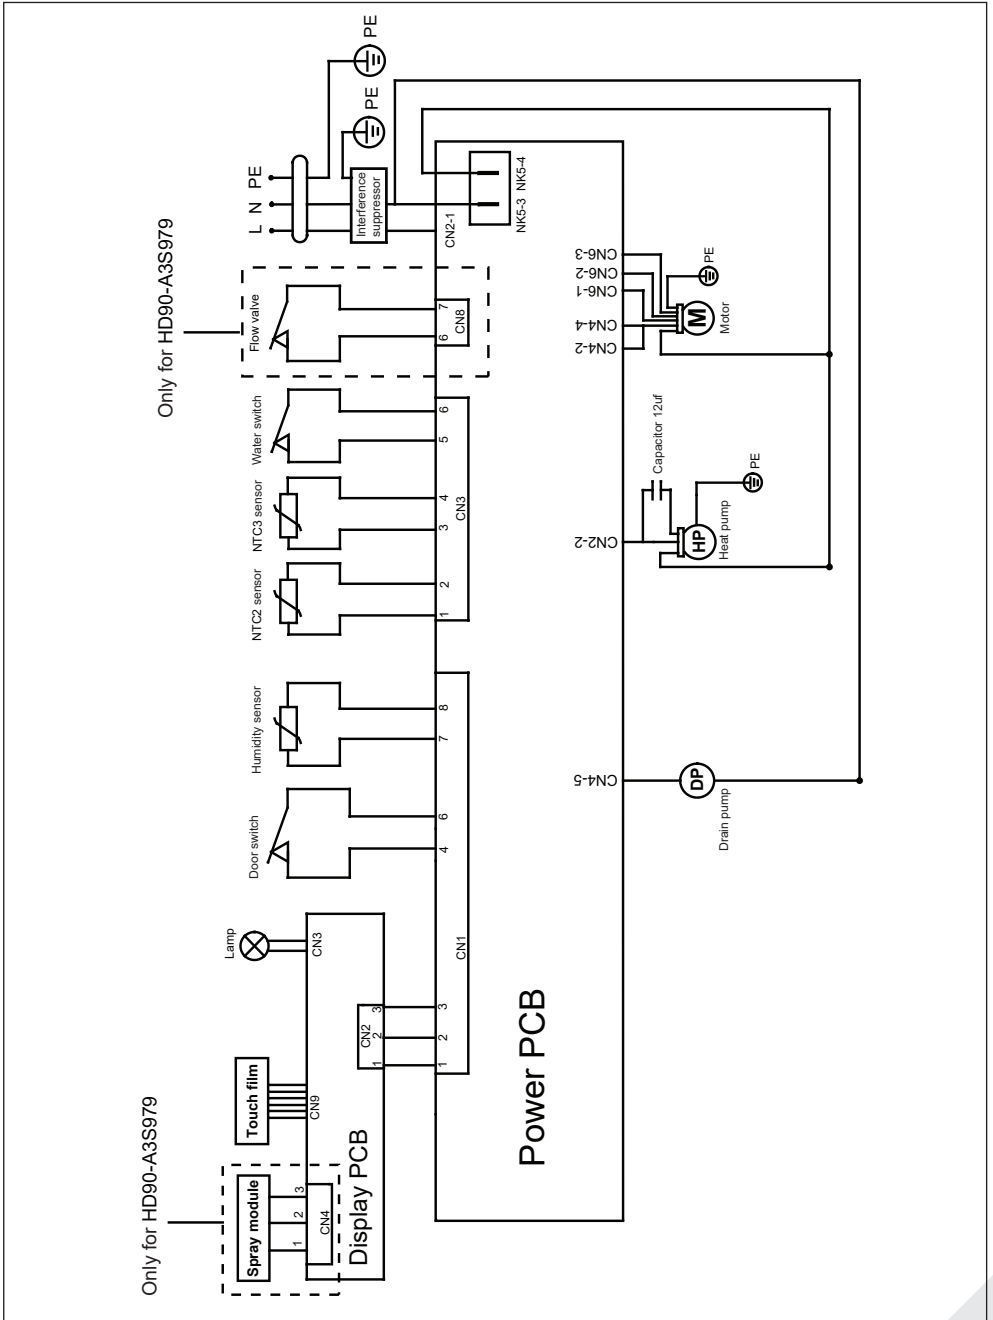 Only for HD90-A3S979
Only for HD90-A3S979
Spray module
1
2
3
CN4
Touch film
CN9
Lamp
CN3
Display PCB
CN2
1
2
3
Door switch
Humidity sensor
NTC2 sensor
NTC3 sensor
Water switch
Flow valve
L
N
PE
Interference
suppressor
PE
PE
1
2
3
4
6
7
8
CN1
1
2
3
4
5
6
CN3
6
7
CN8
CN2-1
NK5-3
NK5-4
Power PCB
CN4-5
CN2-2
CN4-2
CN4-4
CN6-1
CN6-2
CN6-3
DP
Drain pump
Capacitor 12uf
HP
Heat pump
PE
M
Motor
PE